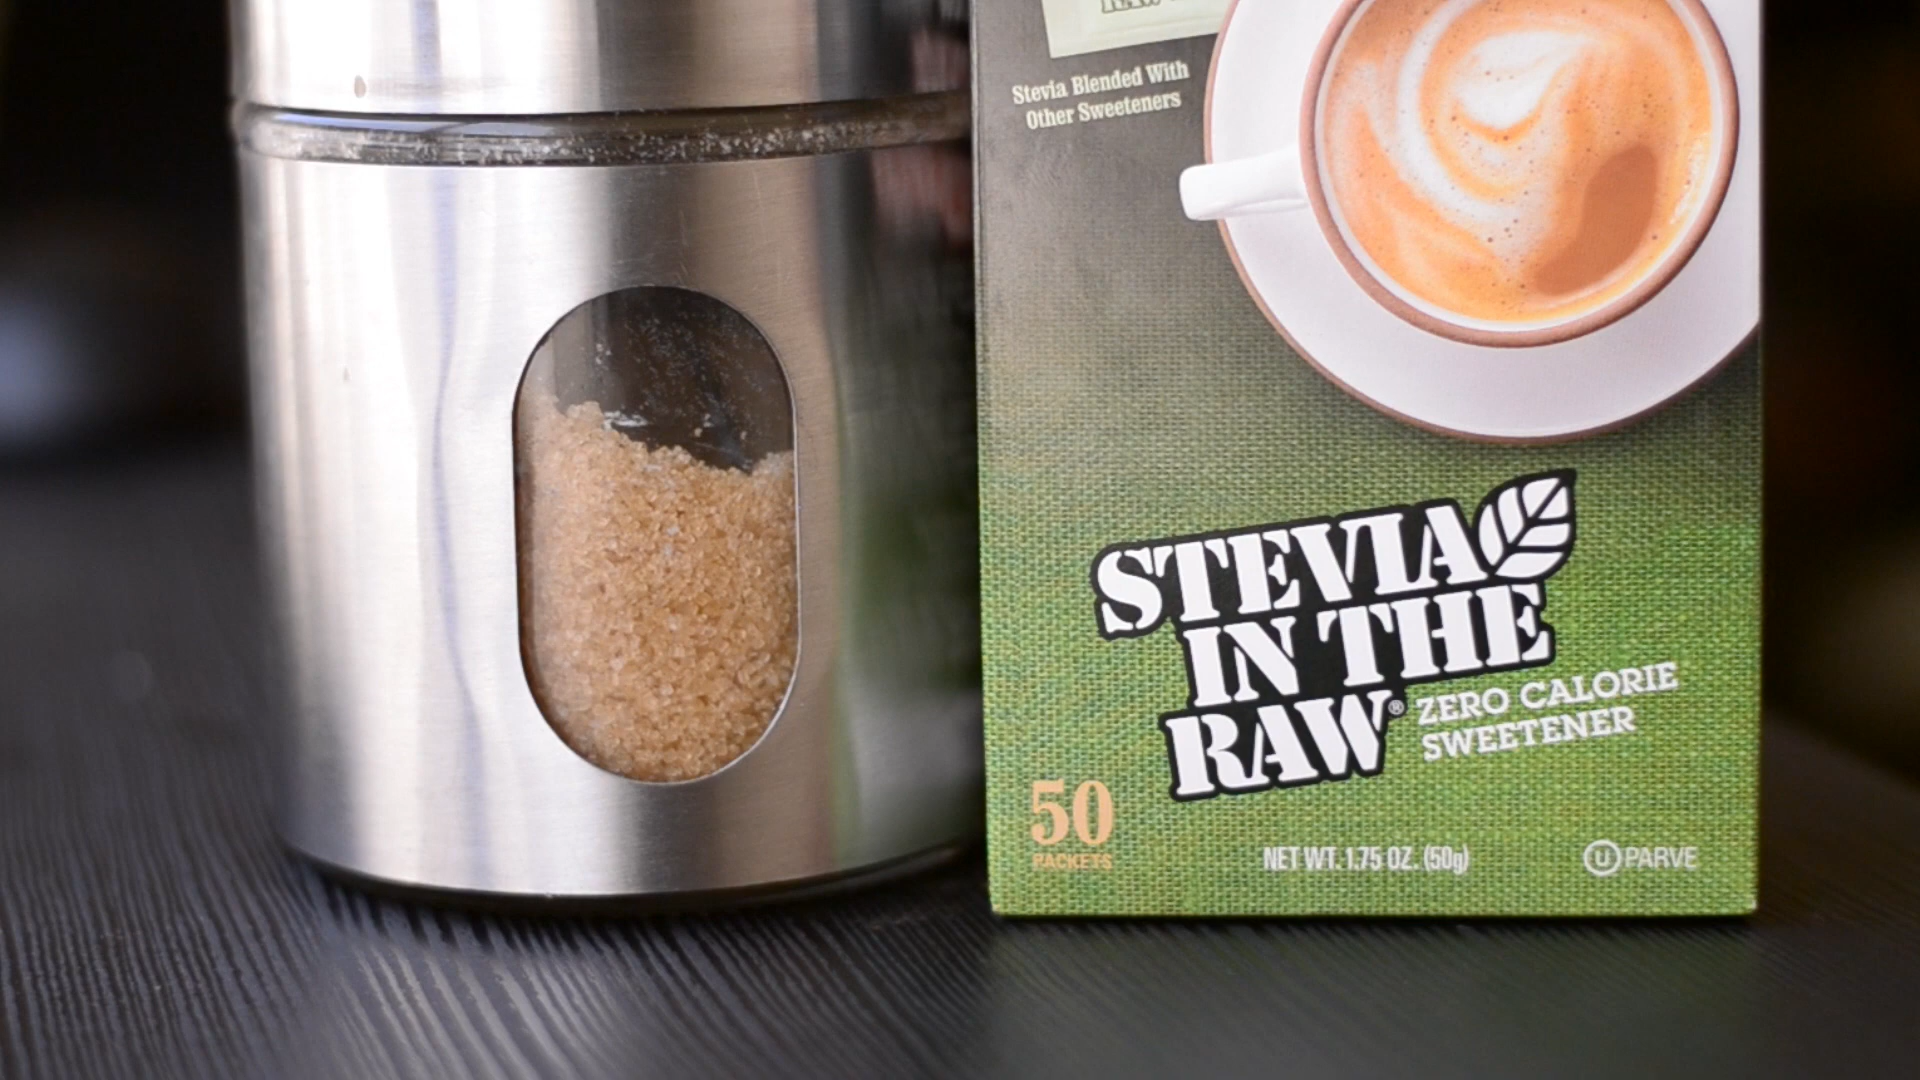 RAW
Stevia Blended With
Other Sweeteners
STEVIA
IN THE
RAW®
ZERO CALORIE
SWEETENER
50
PACKETS
NET WT. 1.75 OZ. (50g)
U PARVE